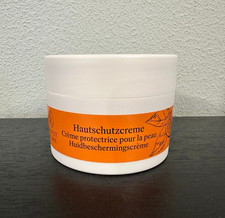 Hautschutzcreme
Crème protectrice pour la peau
Huidbeschermingscrème